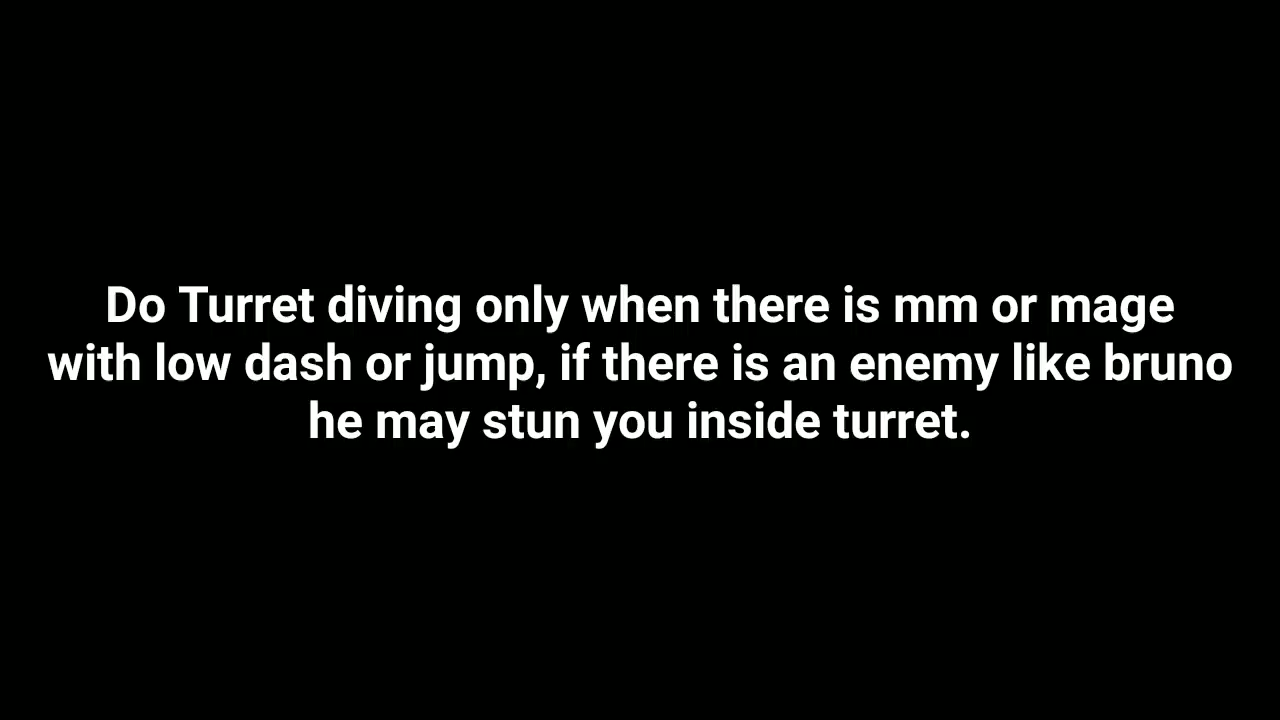 Do Turret diving only when there is mm or mage
with low dash or jump, if there is an enemy like bruno
he may stun you inside turret.